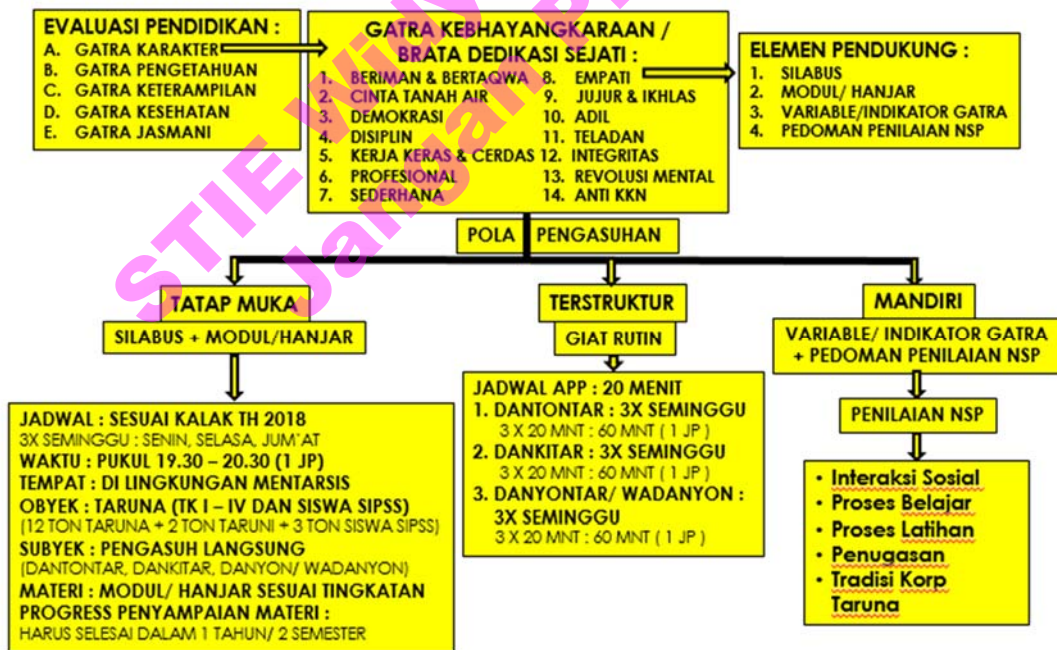 EVALUASI PENDIDIKAN :
A. GATRA KARAKTER
B. GATRA PENGETAHUAN
C. GATRA KETERAMPILAN
D. GATRA KESEHATAN
E. GATRA JASMANI
GATRA KEBHAYANGKARAAN /
BRATA DEDIKASI SEJATI :
1. BERIMAN & BERTAQWA
2. CINTA TANAH AIR
3. DEMOKRASI
4. DISIPLIN
5. KERJA KERAS & CERDAS
6. PROFESIONAL
7. SEDERHANA
8. EMPATI
9. JUJUR & IKHLAS
10. ADIL
11. TELADAN
12. INTEGRITAS
13. REVOLUSI MENTAL
14. ANTI KKN
ELEMEN PENDUKUNG :
1. SILABUS
2. MODUL/ HANJAR
3. VARIABLE/INDIKATOR GATRA
4. PEDOMAN PENILAIAN NSP
POLA PENGASUHAN
TATAP MUKA
SILABUS + MODUL/HANJAR
JADWAL : SESUAI KALAK TH 2018
3X SEMINGGU : SENIN, SELASA, JUM`AT
WAKTU : PUKUL 19.30 – 20.30 (1 JP)
TEMPAT : DI LINGKUNGAN MENTARSIS
OBYEK : TARUNA (TK I – IV DAN SISWA SIPSS)
(12 TON TARUNA + 2 TON TARUNI + 3 TON SISWA SIPSS)
SUBYEK : PENGASUH LANGSUNG
(DANTONTAR, DANKITAR, DANYON/ WADANYON)
MATERI : MODUL/ HANJAR SESUAI TINGKATAN
PROGRESS PENYAMPAIAN MATERI :
HARUS SELESAI DALAM 1 TAHUN/ 2 SEMESTER
TERSTRUKTUR
GIAT RUTIN
JADWAL APP : 20 MENIT
1. DANTONTAR : 3X SEMINGGU
3 X 20 MNT : 60 MNT ( 1 JP )
2. DANKITAR : 3X SEMINGGU
3 X 20 MNT : 60 MNT ( 1 JP )
3. DANYONTAR/ WADANYON :
3X SEMINGGU
3 X 20 MNT : 60 MNT ( 1 JP )
MANDIRI
VARIABLE/ INDIKATOR GATRA
+ PEDOMAN PENILAIAN NSP
PENILAIAN NSP
• Interaksi Sosial
• Proses Belajar
• Proses Latihan
• Penugasan
• Tradisi Korp
Taruna
STIE
Jangan